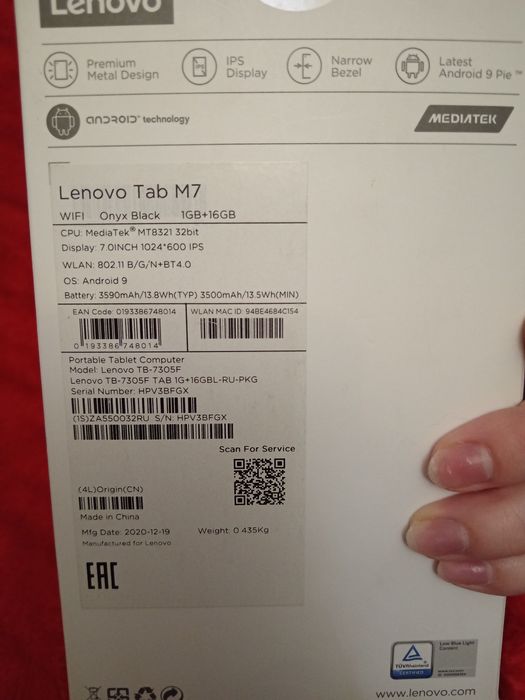 Lenovo
Premium
Metal Design
IPS
IPS
Display
Narrow
Bezel
Latest
Android 9 Pie™
android technology
MEDIATEK
Lenovo Tab M7
WIFI Onyx Black 1GB+16GB
CPU: MediaTek® MT8321 32bit
Display: 7.0INCH 1024*600 IPS
WLAN: 802.11 B/G/N+BT4.0
OS: Android 9
Battery: 3590mAh/13.8Wh(TYP) 3500mAh/13.5Wh(MIN)
EAN Code: 0193386748014
0 193386 748014
WLAN MAC ID: 94BE4684C154
Portable Tablet Computer
Model: Lenovo TB-7305F
Lenovo TB-7305F TAB 1G+16GBL-RU-PKG
Serial Number: HPV3BFGX
(1S)ZA550032RU S/N: HPV3BFGX
Scan For Service
(4L)Origin(CN)
Made in China
Mfg Date: 2020-12-19 Weight: 0.435Kg
Manufactured for Lenovo
EAC
TÜVRheinland
CERTIFIED
Low Blue Light
Content
www.lenovo.com